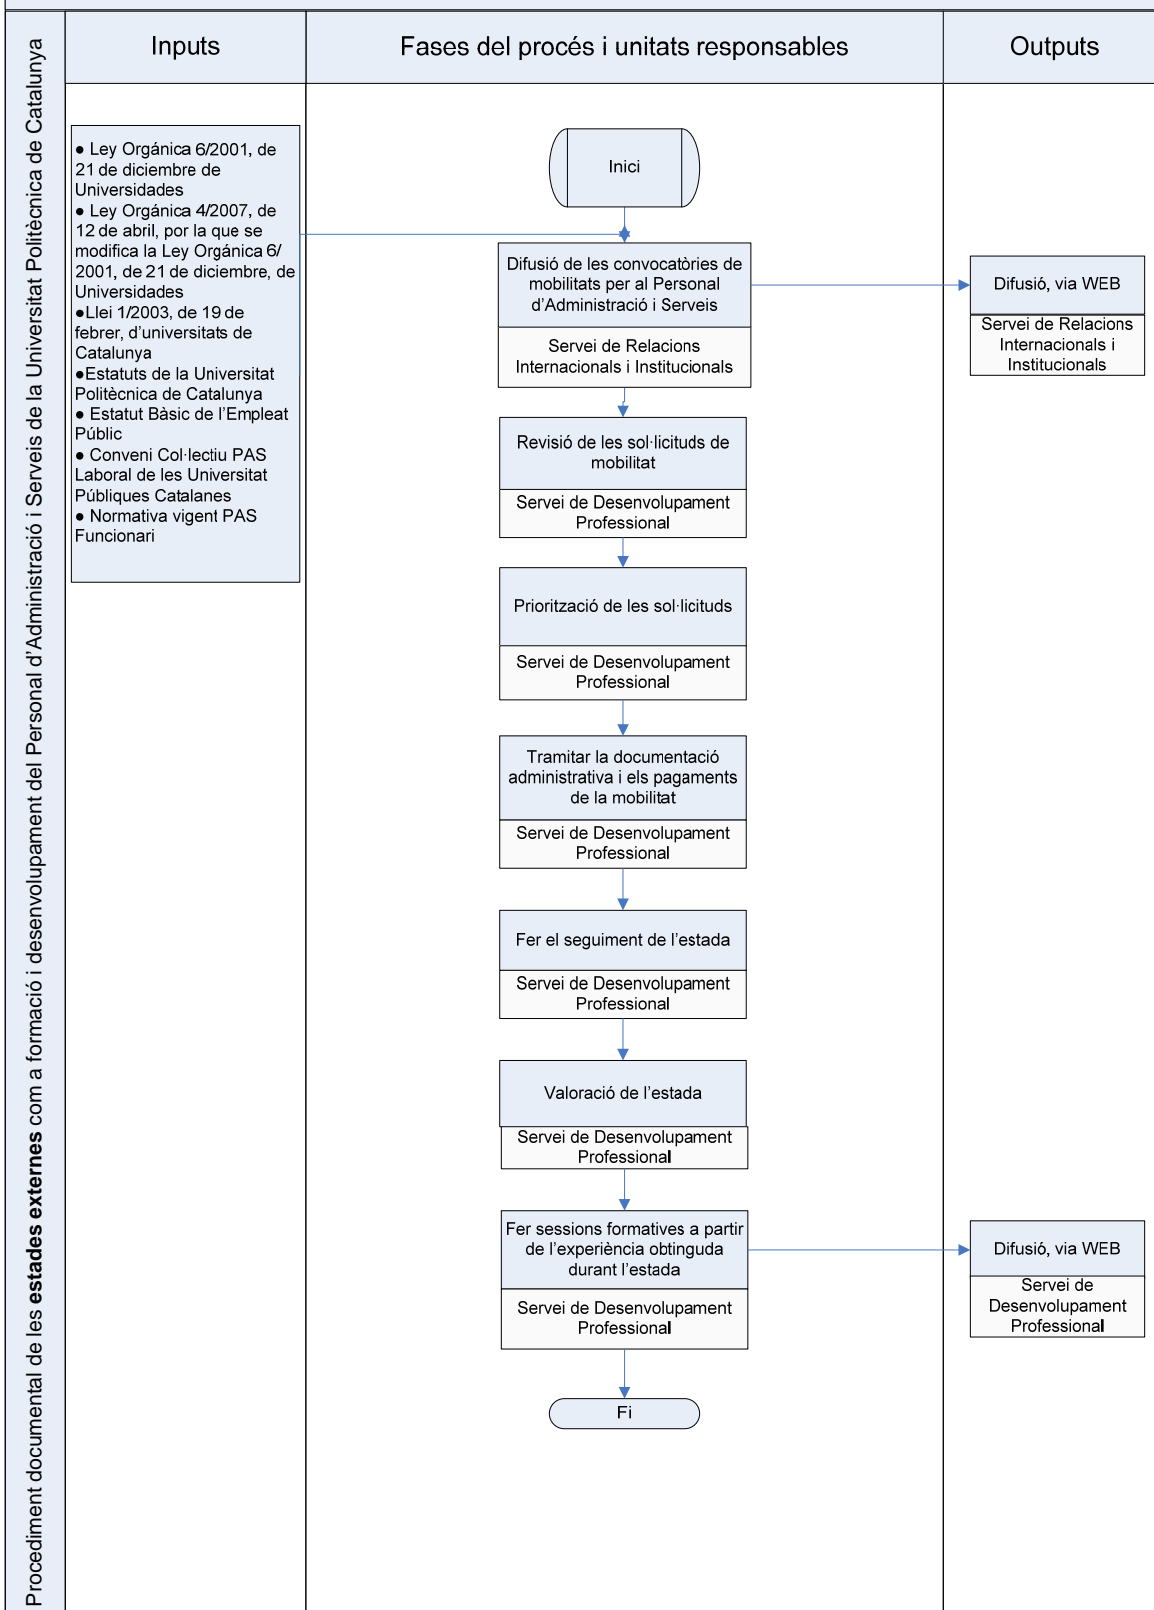 Procediment documental de les estades externes com a formació i desenvolupament del Personal d'Administració i Serveis de la Universitat Politècnica de Catalunya
Inputs
Fases del procés i unitats responsables
Outputs
● Ley Orgánica 6/2001, de
21 de diciembre de
Universidades
● Ley Orgánica 4/2007, de
12 de abril, por la que se
modifica la Ley Orgánica 6/
2001, de 21 de diciembre, de
Universidades
●Llei 1/2003, de 19 de
febrer, d'universitats de
Catalunya
●Estatuts de la Universitat
Politècnica de Catalunya
● Estatut Bàsic de l'Empleat
Públic
● Conveni Col·lectiu PAS
Laboral de les Universitat
Públiques Catalanes
● Normativa vigent PAS
Funcionari
Inici
Difusió de les convocatòries de
mobilitats per al Personal
d'Administració i Serveis
Servei de Relacions
Internacionals i Institucionals
Difusió, via WEB
Servei de Relacions
Internacionals i
Institucionals
Revisió de les sol·licituds de
mobilitat
Servei de Desenvolupament
Professional
Priorització de les sol·licituds
Servei de Desenvolupament
Professional
Tramitar la documentació
administrativa i els pagaments
de la mobilitat
Servei de Desenvolupament
Professional
Fer el seguiment de l'estada
Servei de Desenvolupament
Professional
Valoració de l'estada
Servei de Desenvolupament
Professional
Fer sessions formatives a partir
de l'experiència obtinguda
durant l'estada
Servei de Desenvolupament
Professional
Difusió, via WEB
Servei de
Desenvolupament
Professional
Fi